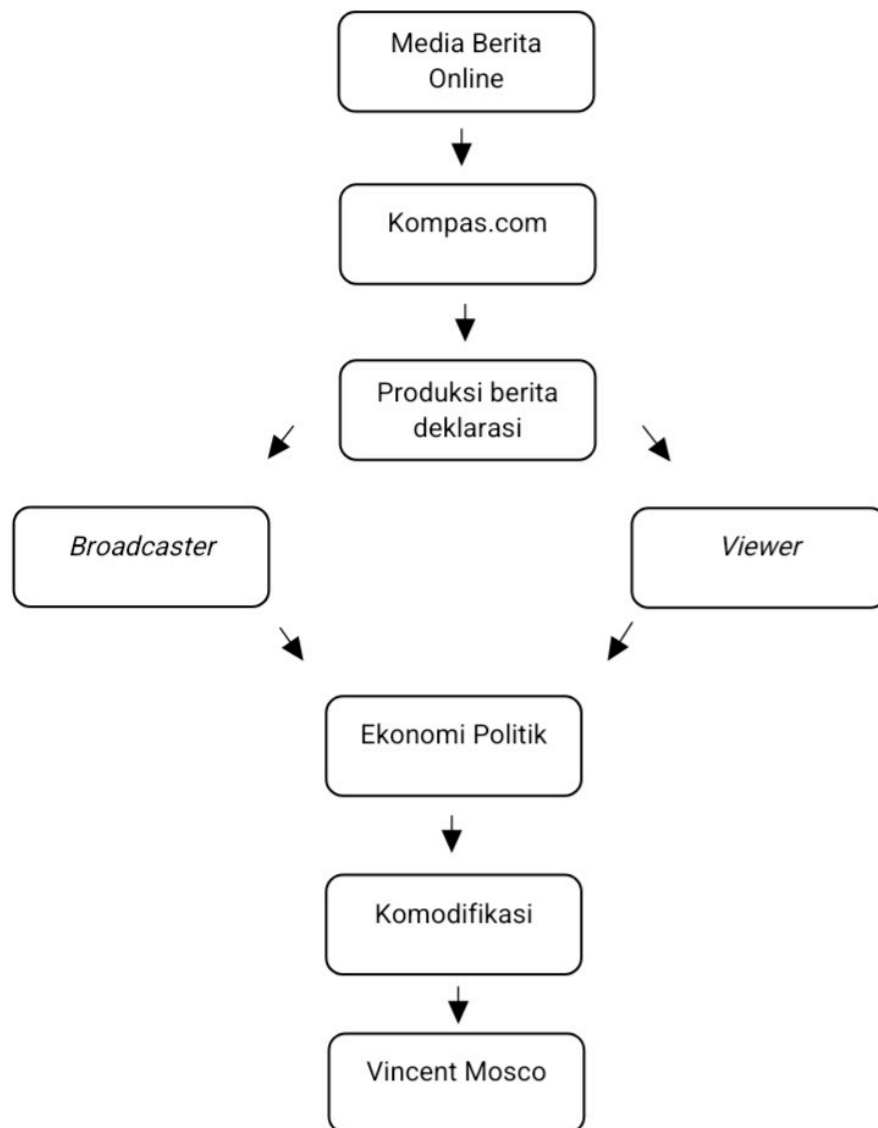 Media Berita
Online
Kompas.com
Produksi berita
deklarasi
Broadcaster
Viewer
Ekonomi Politik
Komodifikasi
Vincent Mosco